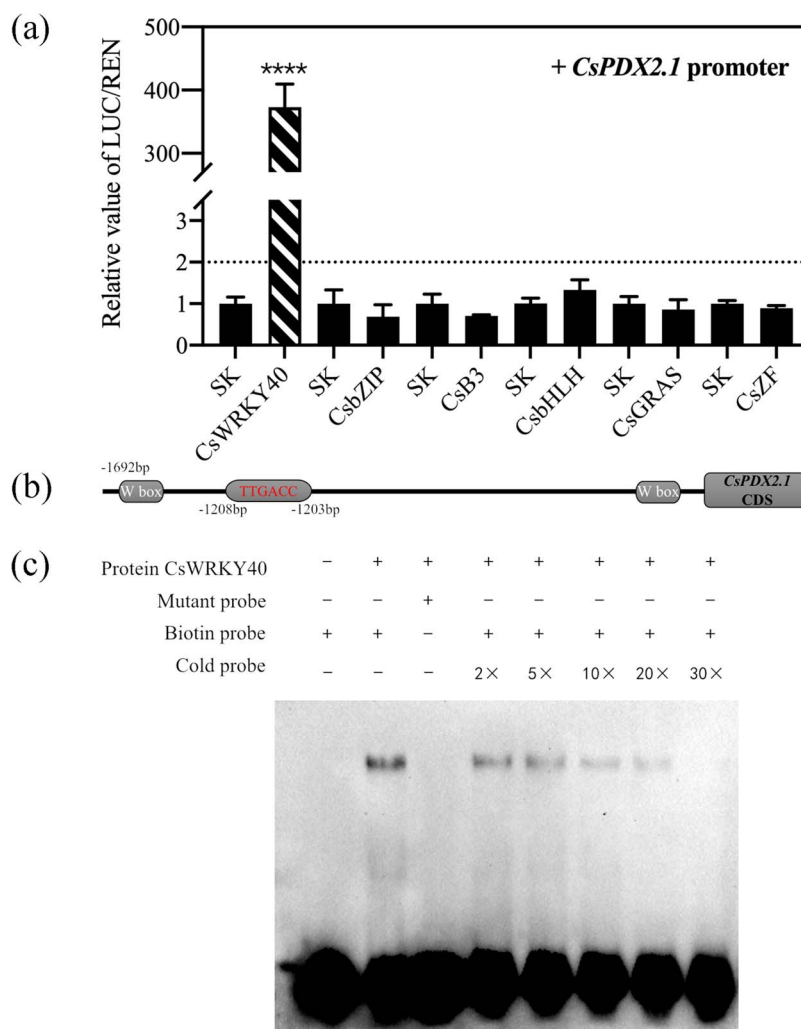 (a)
Relative value of LUC/REN
500
400
300
3
2
1
0
****
+ CsPDX2.1 promoter
SK
CsWRKY40
SK
CsbZIP
SK
CsB3
SK
CsbHLH
SK
CsGRAS
SK
CsZF
(b)
-1692bp
W box
TTGACC
-1208bp
-1203bp
W box
CsPDX2.1
CDS
(c)
Protein CsWRKY40 − + + + + + + +
Mutant probe − − + − − − − −
Biotin probe + + − + + + + +
Cold probe − − − 2× 5× 10× 20× 30×